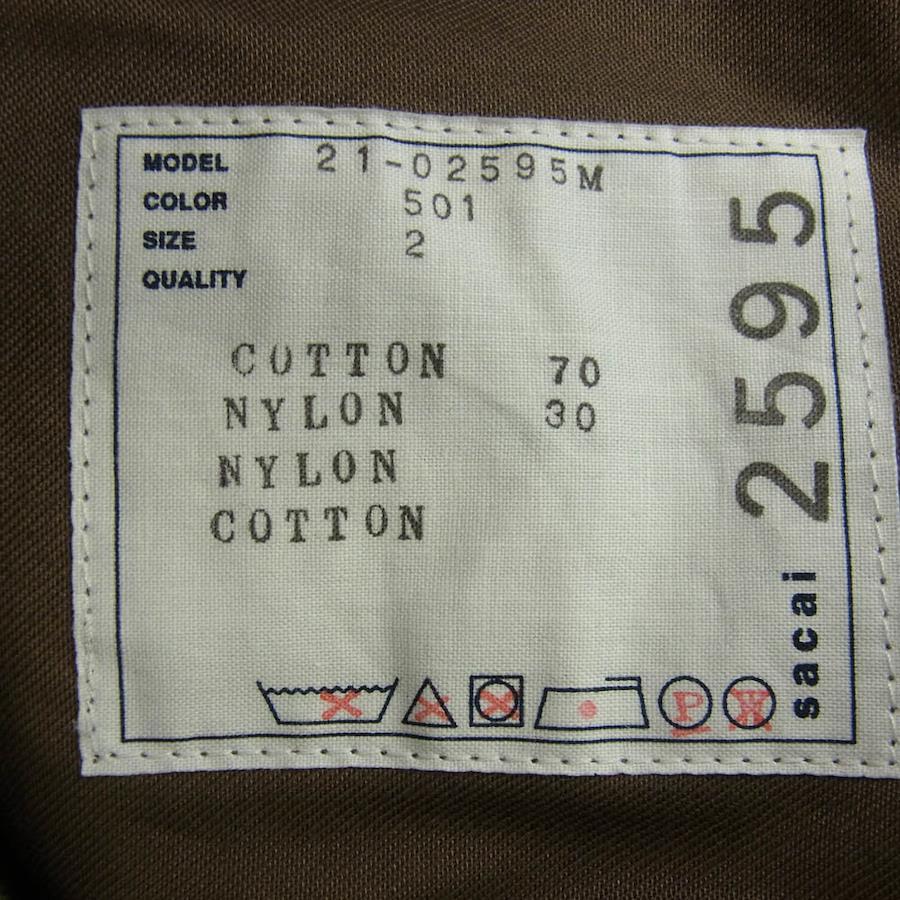 MODEL 21-02595M
COLOR 501
SIZE 2
QUALITY
COTTON 70
NYLON 30
NYLON
COTTON
P
W
sacai 2595